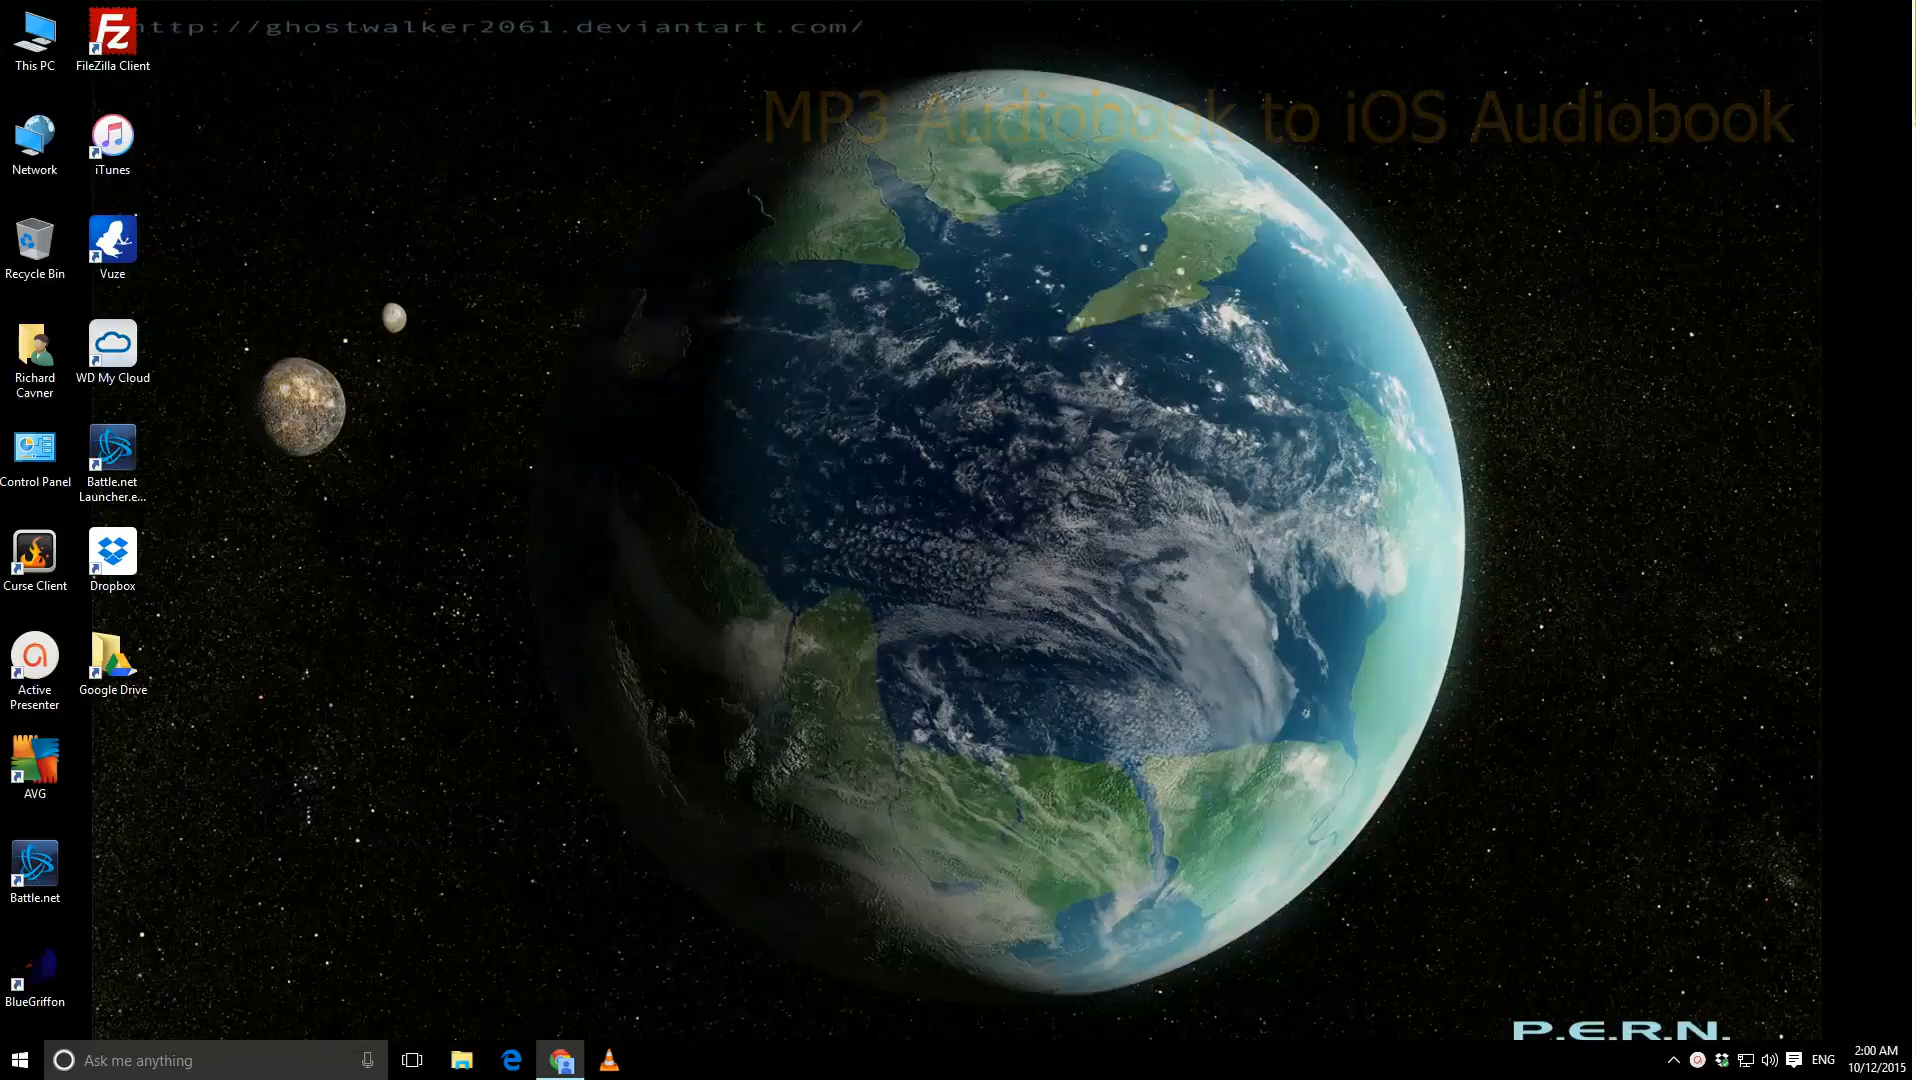 http://ghostwalker2061.deviantart.com/
MP3 Audiobook to iOS Audiobook
This PC
FileZilla Client
Network
iTunes
Recycle Bin
Vuze
Richard
Cavner
WD My Cloud
Control Panel
Battle.net
Launcher.e...
Curse Client
Dropbox
Active
Presenter
Google Drive
AVG
Battle.net
BlueGriffon
P.E.R.N.
Ask me anything
ENG
2:00 AM
10/12/2015